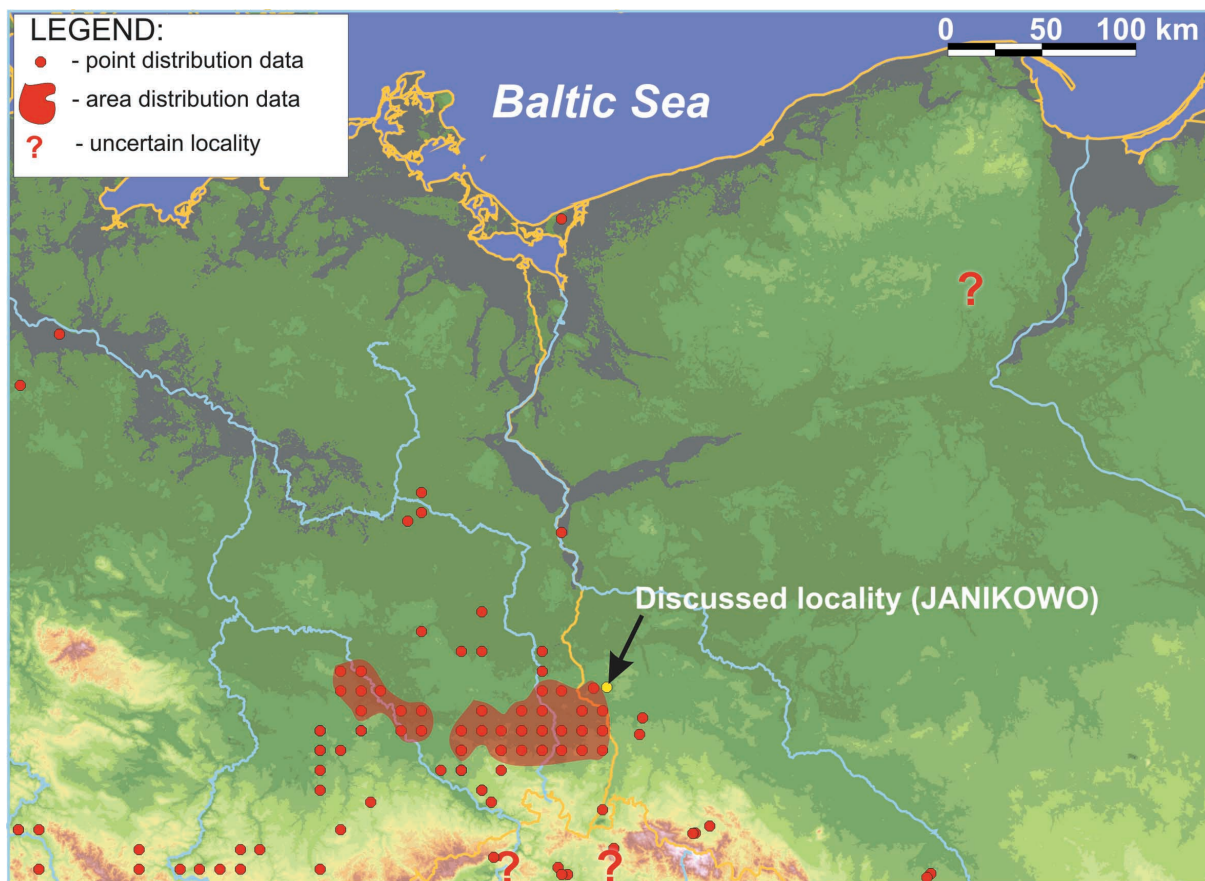 LEGEND:
- point distribution data
- area distribution data
? - uncertain locality
0 50 100 km
Baltic Sea
?
Discussed locality (JANIKOWO)
? ?